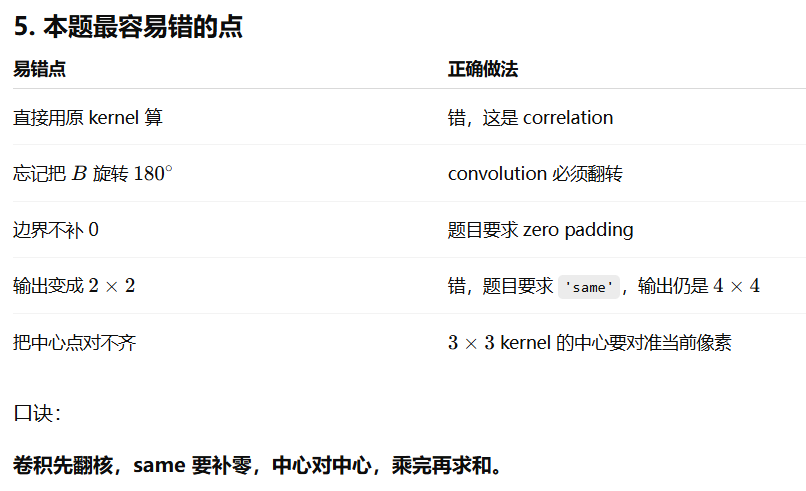 5. 本题最容易错的点
易错点 正确做法
直接用原 kernel 算 错，这是 correlation
忘记把 B 旋转 180° convolution 必须翻转
边界不补 0 题目要求 zero padding
输出变成 2 × 2 错，题目要求 'same'，输出仍是 4 × 4
把中心点对不齐 3 × 3 kernel 的中心要对准当前像素
口诀：
卷积先翻核，same 要补零，中心对中心，乘完再求和。